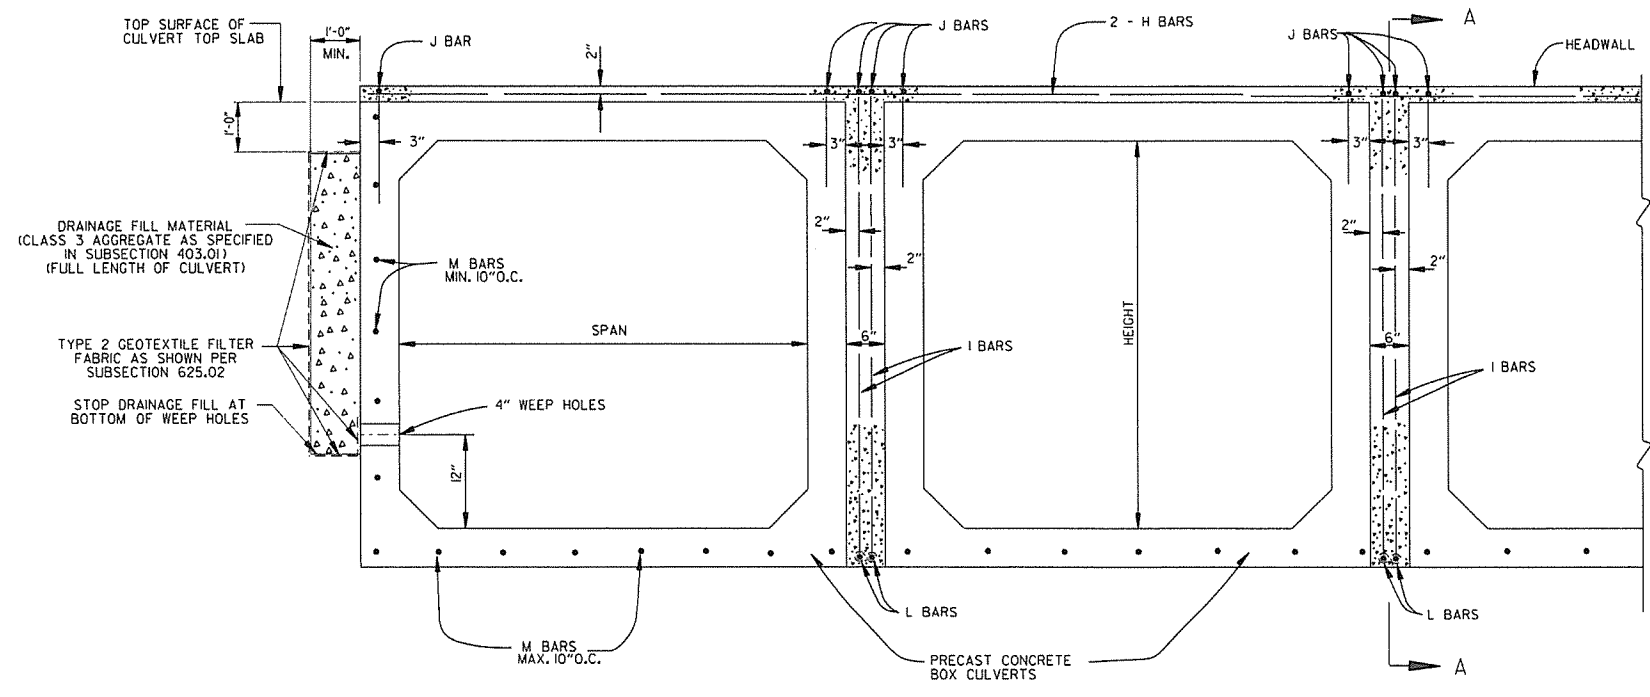 TOP SURFACE OF
CULVERT TOP SLAB
1'-0"
MIN.
J BAR
2"
J BARS
2 - H BARS
J BARS
A
HEADWALL
1'-0"
3"
3"
3"
3"
3"
DRAINAGE FILL MATERIAL
(CLASS 3 AGGREGATE AS SPECIFIED
IN SUBSECTION 403.01)
(FULL LENGTH OF CULVERT)
M BARS
MIN. 10"O.C.
2"
2"
2"
2"
SPAN
HEIGHT
6"
6"
I BARS
I BARS
TYPE 2 GEOTEXTILE FILTER
FABRIC AS SHOWN PER
SUBSECTION 625.02
STOP DRAINAGE FILL AT
BOTTOM OF WEEP HOLES
4" WEEP HOLES
12"
L BARS
L BARS
M BARS
MAX. 10"O.C.
PRECAST CONCRETE
BOX CULVERTS
A